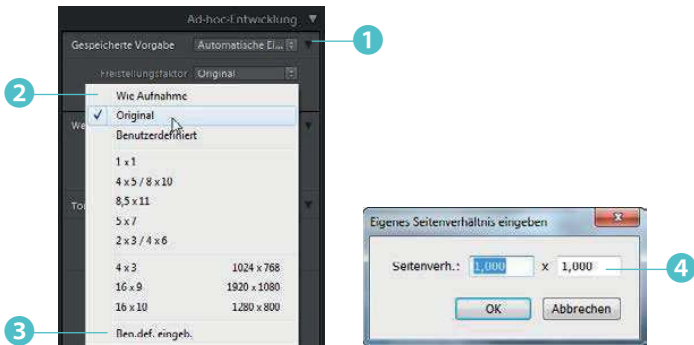 Ad-hoc-Entwicklung
Gespeicherte Vorgabe Automatische Ei...
1
Freistellungsfaktor Original
2
Wie Aufnahme
Original
We
Benutzerdefiniert
1 x 1
4 x 5 / 8 x 10
8,5 x 11
To
5 x 7
2 x 3 / 4 x 6
4 x 3 1024 x 768
16 x 9 1920 x 1080
16 x 10 1280 x 800
3
Ben.def. eingeb.
Eigenes Seitenverhältnis eingeben
Seitenverh.: 1,000 x 1,000
4
OK Abbrechen